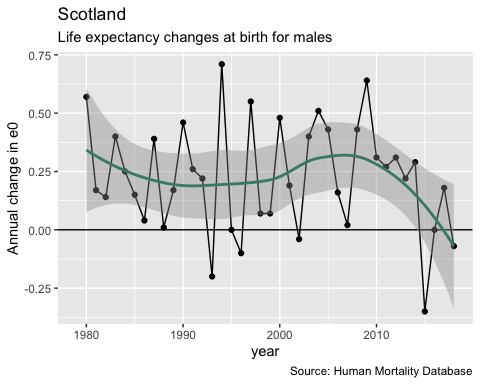 Scotland
Life expectancy changes at birth for males
Annual change in e0
0.75
0.50
0.25
0.00
-0.25
1980
1990
2000
2010
year
Source: Human Mortality Database